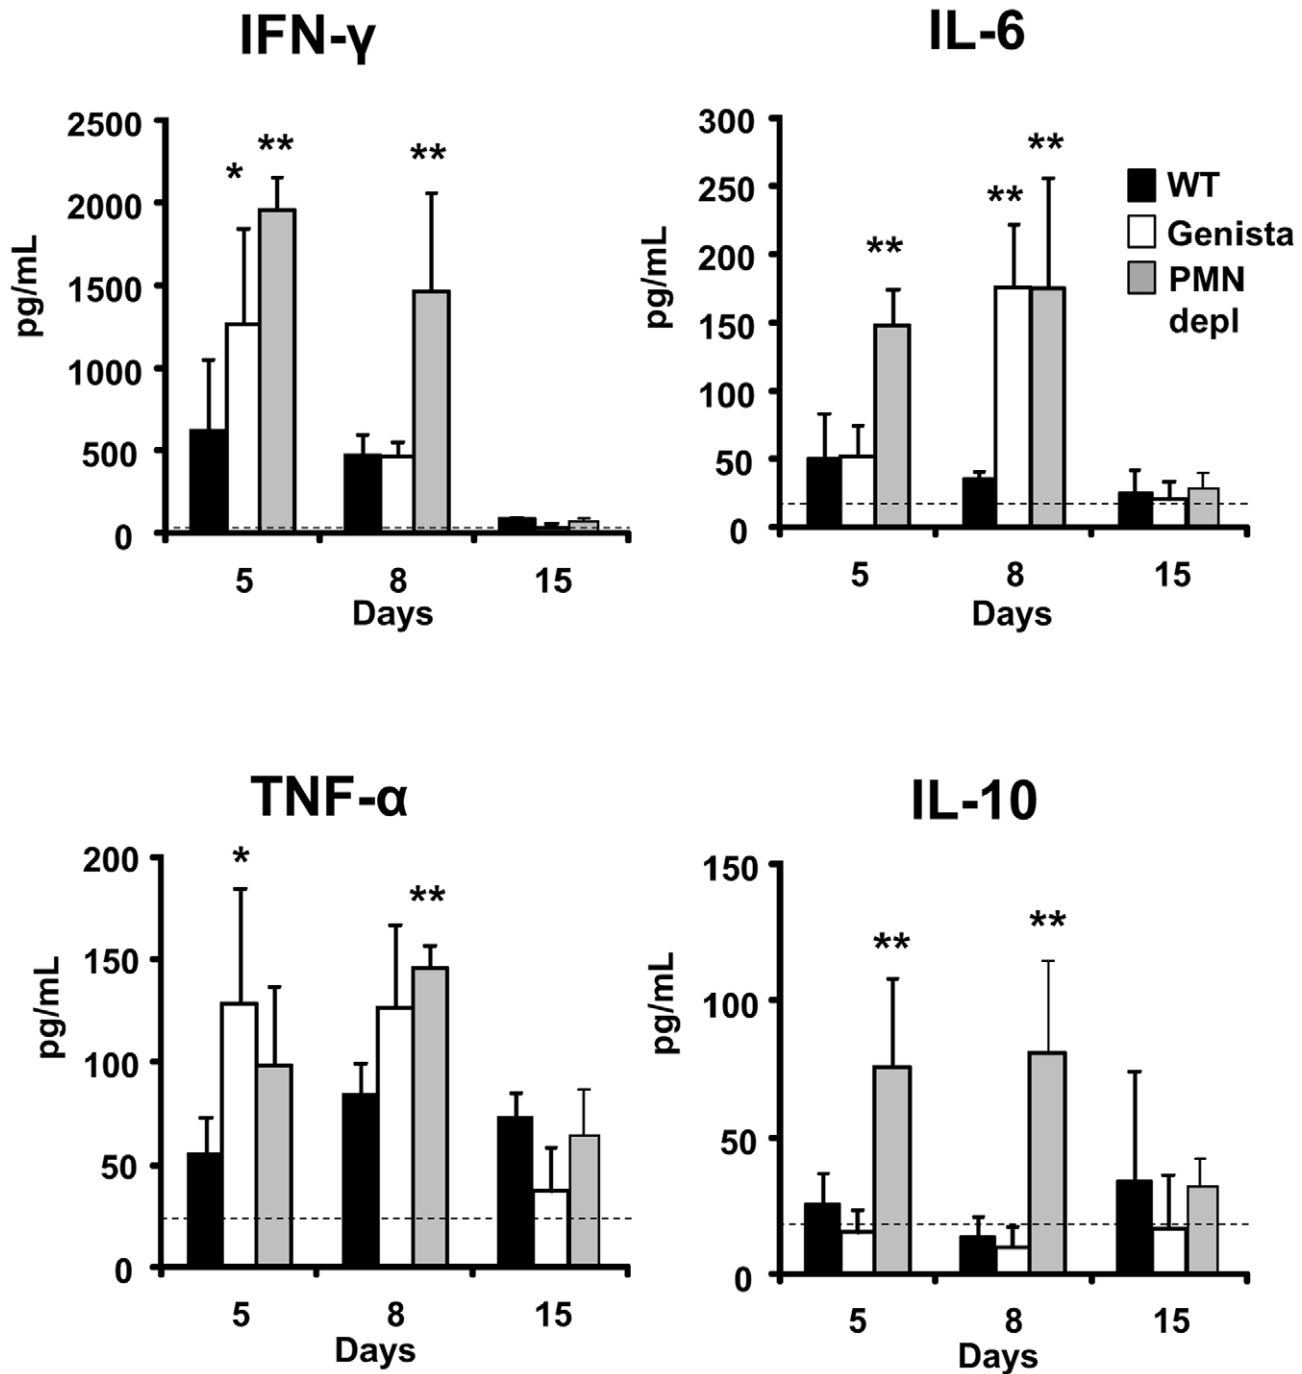 IFN-γ
2500
2000
1500
1000
500
0
pg/mL
* ** **
5 8 15
Days
IL-6
300
250
200
150
100
50
0
pg/mL
** ** **
5 8 15
Days
WT
Genista
PMN
depl
TNF-α
200
150
100
50
0
pg/mL
* **
5 8 15
Days
IL-10
150
100
50
0
pg/mL
** **
5 8 15
Days